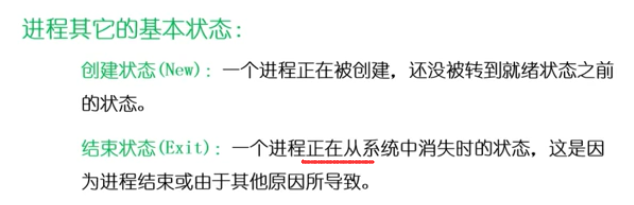 进程其它的基本状态：
创建状态(New)：一个进程正在被创建，还没被转到就绪状态之前
的状态。
结束状态(Exit)：一个进程正在从系统中消失时的状态，这是因
为进程结束或由于其他原因所导致。